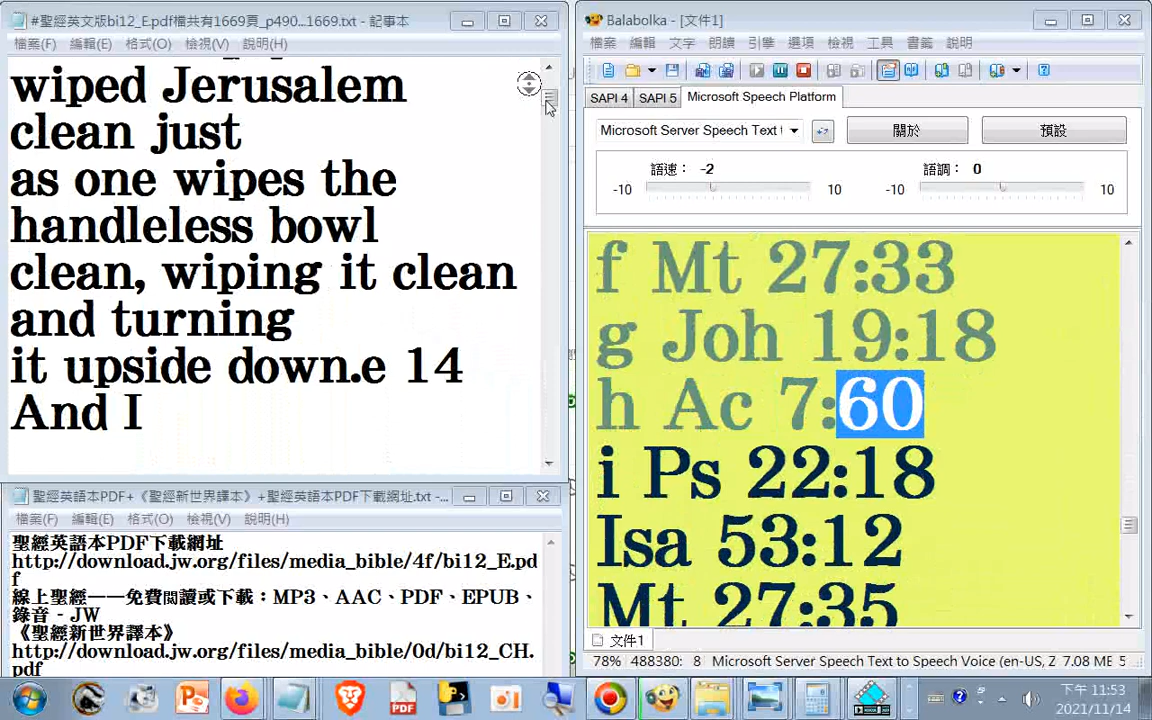 #聖經英文版bi12_E.pdf檔共有1669頁_p490...1669.txt - 記事本
檔案(F) 編輯(E) 格式(O) 檢視(V) 說明(H)
wiped Jerusalem
clean just
as one wipes the
handleless bowl
clean, wiping it clean
and turning
it upside down.e 14
And I
聖經英語本PDF+《聖經新世界譯本》+聖經英語本PDF下載網址.txt -...
檔案(F) 編輯(E) 格式(O) 檢視(V) 說明(H)
聖經英語本PDF下載網址
http://download.jw.org/files/media_bible/4f/bi12_E.pd
f
線上聖經——免費閱讀或下載：MP3、AAC、PDF、EPUB、
錄音 - JW
《聖經新世界譯本》
http://download.jw.org/files/media_bible/0d/bi12_CH.
pdf
Balabolka - [文件1]
檔案 編輯 文字 朗讀 引擎 選項 檢視 工具 書籤 說明
SAPI 4 SAPI 5 Microsoft Speech Platform
Microsoft Server Speech Text 關於 預設
語速： -2 語調： 0
-10 10 -10 10
f Mt 27:33
g Joh 19:18
h Ac 7:60
i Ps 22:18
Isa 53:12
Mt 27:35
文件1
78% 488380: 8 Microsoft Server Speech Text to Speech Voice (en-US, Z 7.08 ME 5
PDF
下午 11:53
2021/11/14